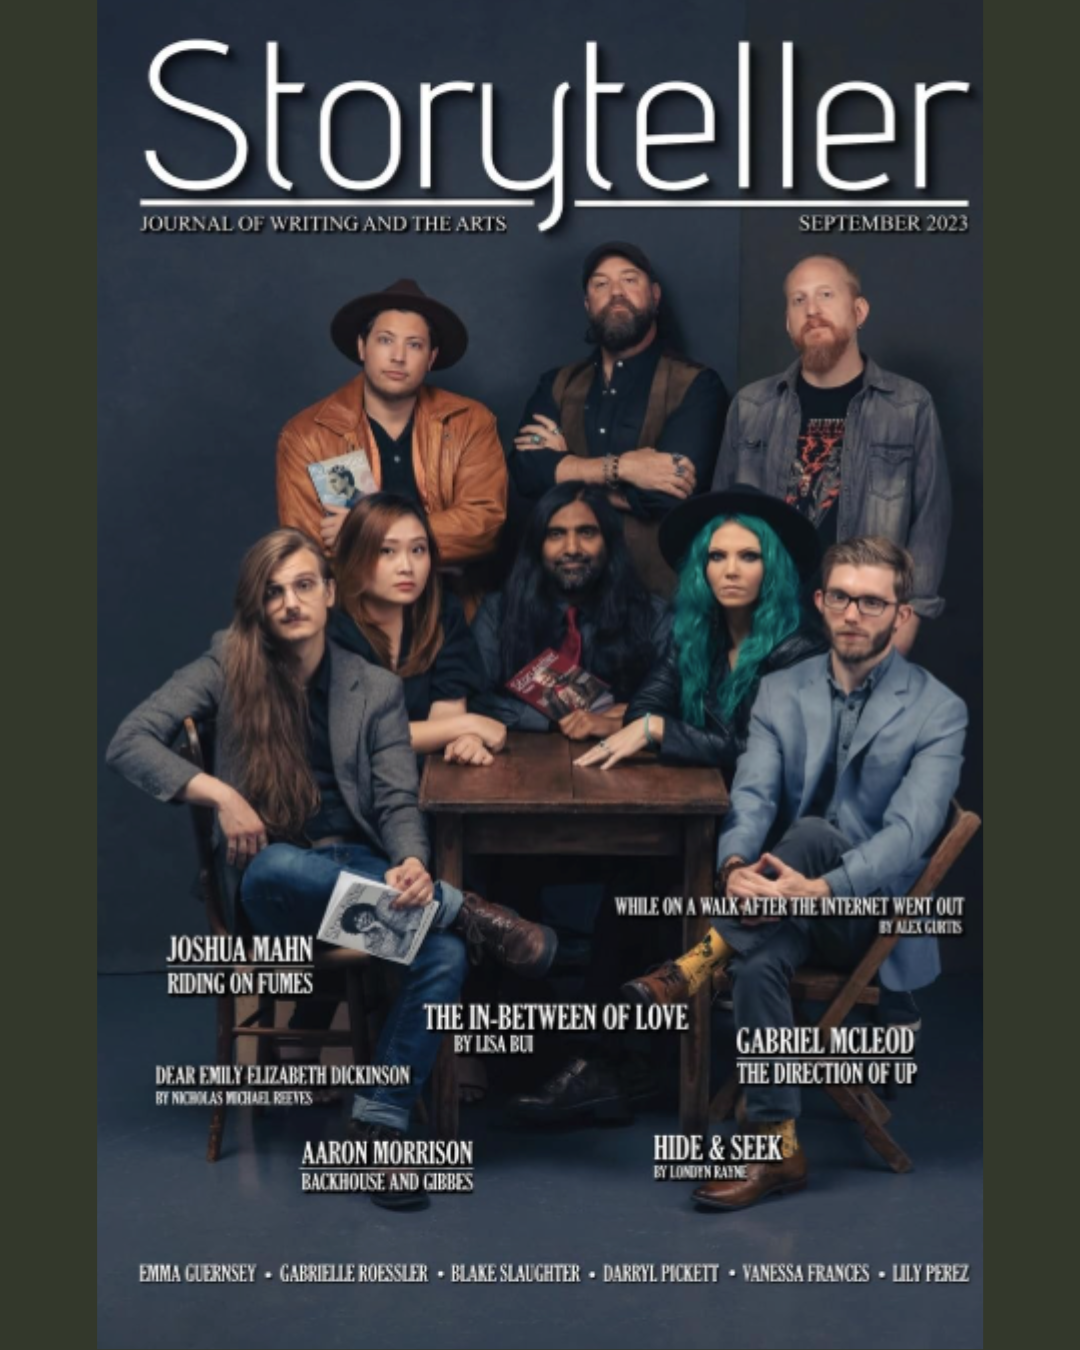 Storyteller
JOURNAL OF WRITING AND THE ARTS
SEPTEMBER 2023
WHILE ON A WALK AFTER THE INTERNET WENT OUT
BY ALEX CURTIS
JOSHUA MAHN
RIDING ON FUMES
THE IN-BETWEEN OF LOVE
BY LISA BUI
GABRIEL MCLEOD
THE DIRECTION OF UP
DEAR EMILY ELIZABETH DICKINSON
BY NICHOLAS MICHAEL REEVES
AARON MORRISON
BACKHOUSE AND GIBBES
HIDE & SEEK
BY LONDYN RAYNE
EMMA GUERNSEY • GABRIELLE ROESSLER • BLAKE SLAUGHTER • DARRYL PICKETT • VANESSA FRANCES • LILY PEREZ